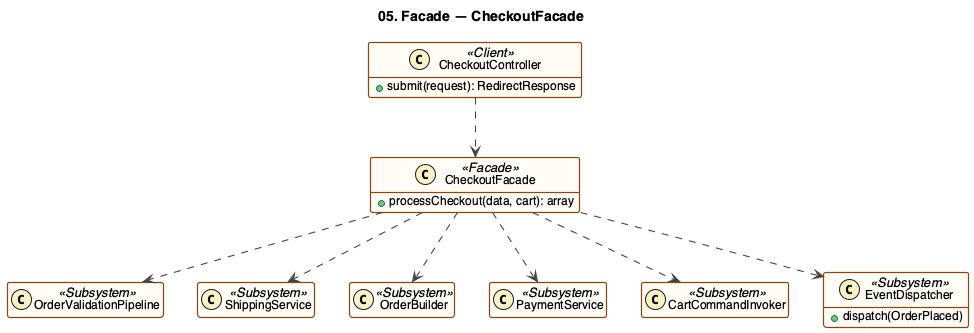 05. Facade — CheckoutFacade
C
«Client»
CheckoutController
submit(request): RedirectResponse
C
«Facade»
CheckoutFacade
processCheckout(data, cart): array
C
«Subsystem»
OrderValidationPipeline
C
«Subsystem»
ShippingService
C
«Subsystem»
OrderBuilder
C
«Subsystem»
PaymentService
C
«Subsystem»
CartCommandInvoker
C
«Subsystem»
EventDispatcher
dispatch(OrderPlaced)